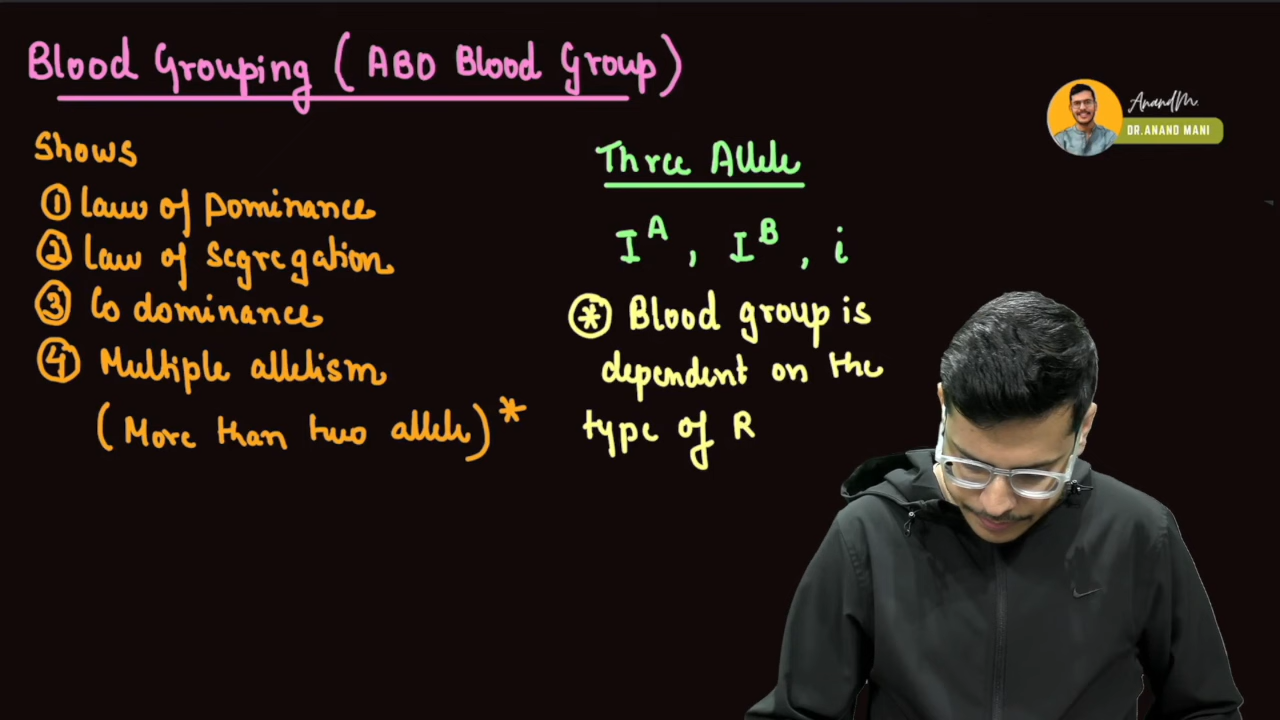 Blood Grouping (ABO Blood Group)
Shows
① Law of Dominance
② Law of Segregation
③ Co dominance
④ Multiple allelism
(More than two allele)*
Three Allele
I^A, I^B, i
* Blood group is
dependent on the
type of R
AnandM.
DR.ANAND MANI